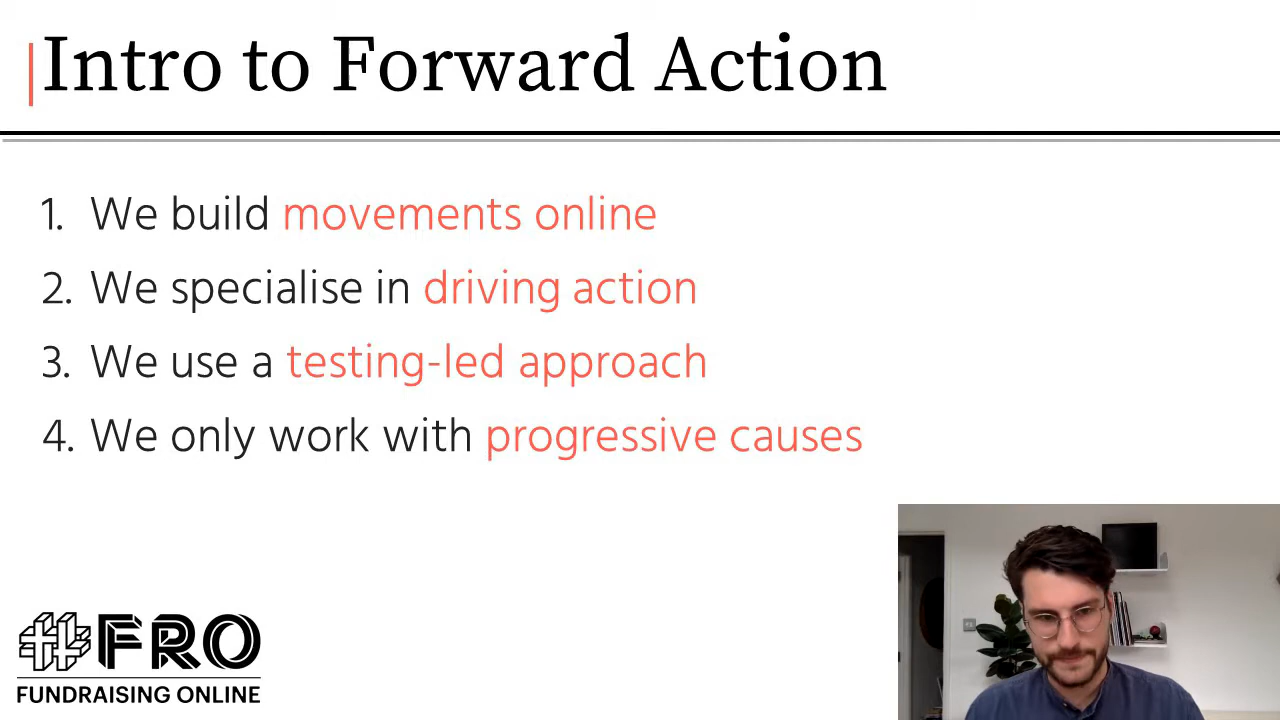 Intro to Forward Action
1. We build movements online
2. We specialise in driving action
3. We use a testing-led approach
4. We only work with progressive causes
#FRO
FUNDRAISING ONLINE